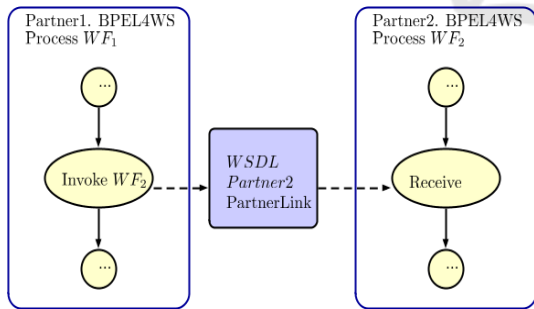 Partner1. BPEL4WS
Process WF₁
...
Invoke WF₂
...
WSDL
Partner2
PartnerLink
Partner2. BPEL4WS
Process WF₂
...
Receive
...